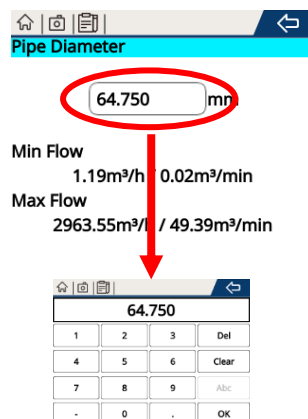 Pipe Diameter
64.750 mm
Min Flow
1.19m³/h / 0.02m³/min
Max Flow
2963.55m³/h / 49.39m³/min
64.750
1 2 3 Del
4 5 6 Clear
7 8 9 Abc
- 0 . OK